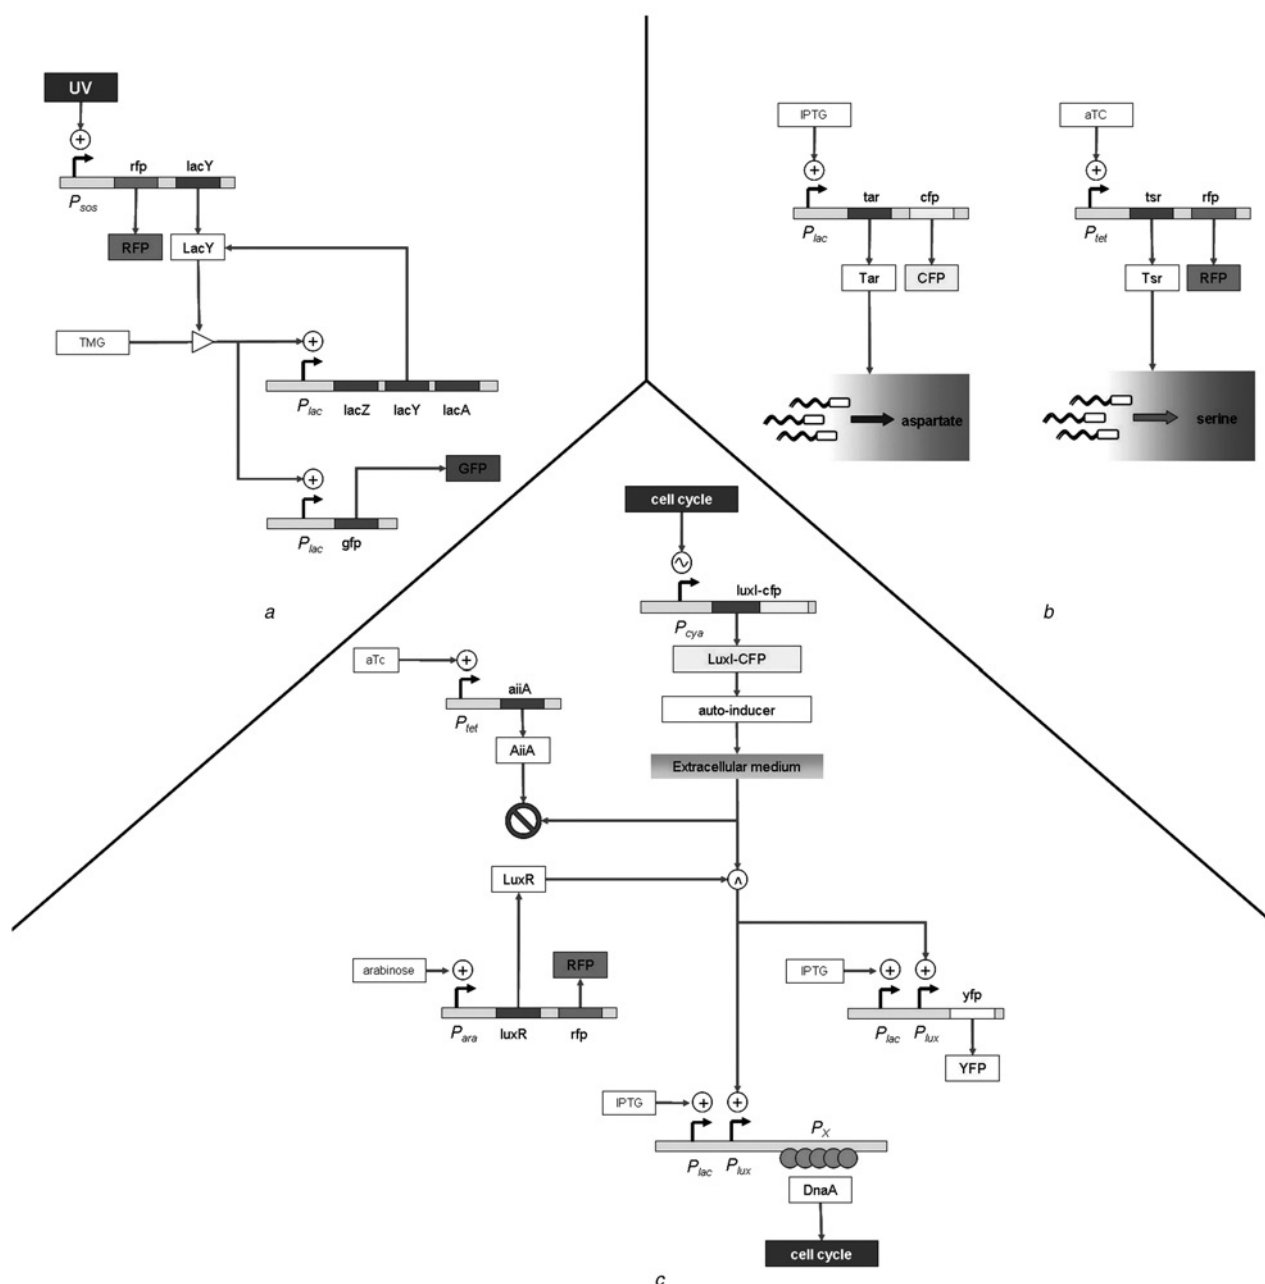 UV
rfp lacY
Psos
RFP LacY
TMG
Plac lacZ lacY lacA
GFP
Plac gfp
a
IPTG
tar cfp
Plac
Tar CFP
aspartate
aTC
tsr rfp
Ptet
Tsr RFP
serine
b
cell cycle
luxI-cfp
Pcya
LuxI-CFP
auto-inducer
Extracellular medium
aTc
aiiA
Ptet
AiiA
LuxR
ʌ
arabinose
RFP
Para luxR rfp
IPTG
yfp
Plac Plux
YFP
IPTG
PX
Plac Plux
DnaA
cell cycle
c